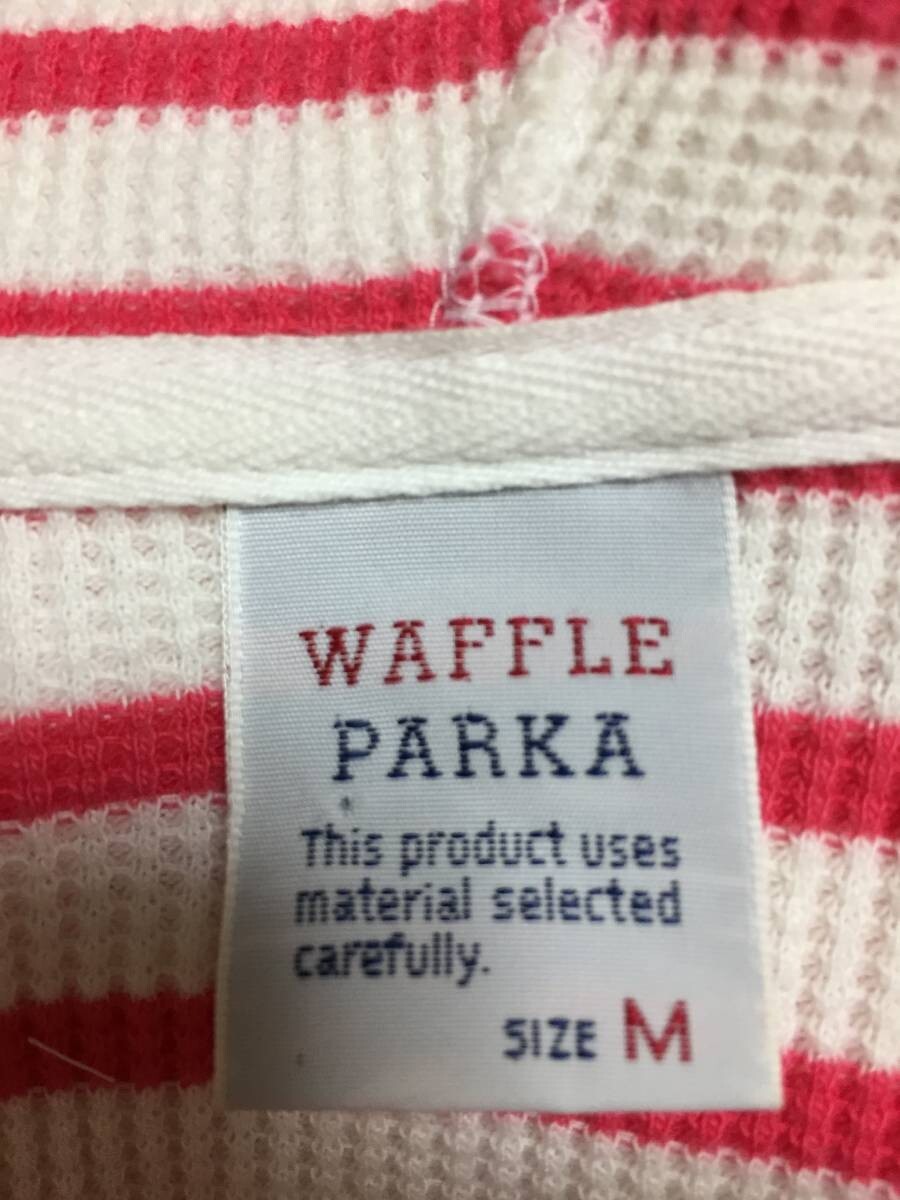 WAFFLE
PARKA
This product uses
material selected
carefully.
SIZE M